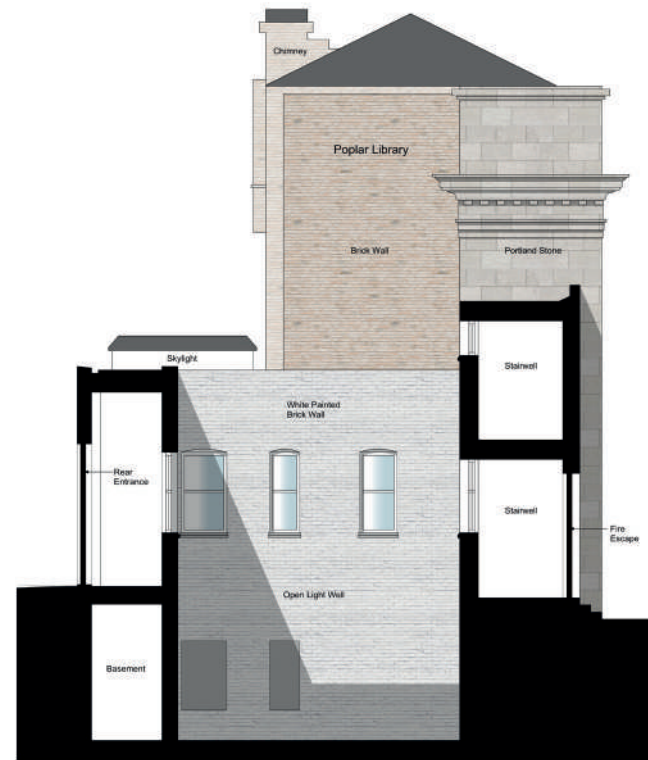 Chimney
Poplar Library
Brick Wall
Portland Stone
Skylight
Stairwell
White Painted
Brick Wall
Rear
Entrance
Stairwell
Fire
Escape
Open Light Well
Basement